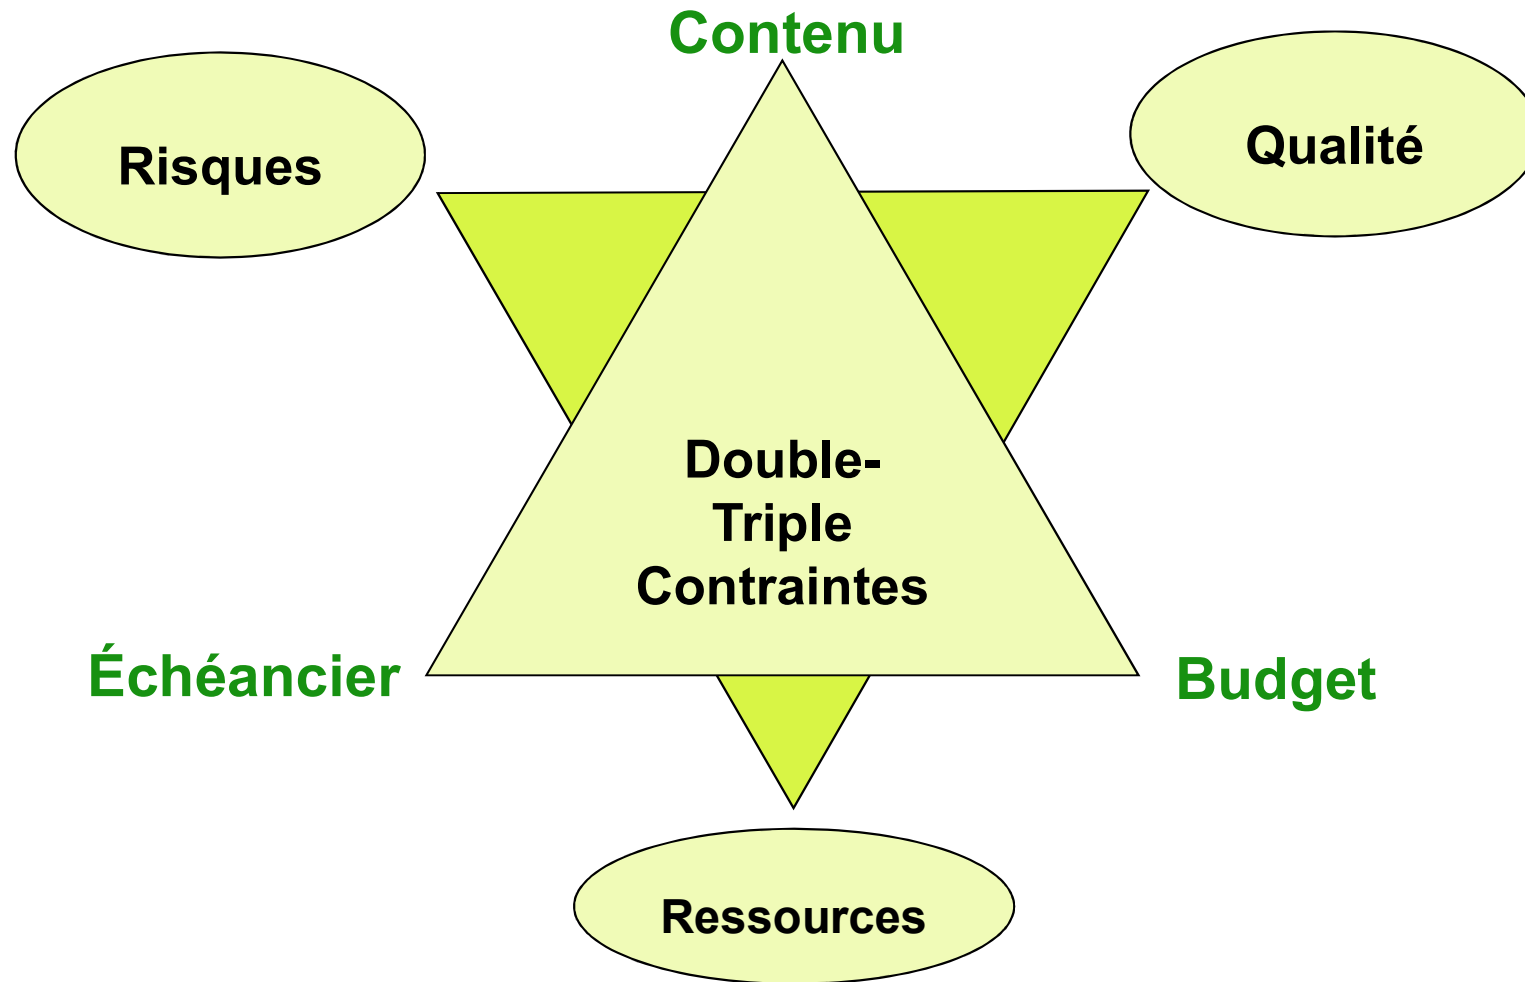 Contenu
Risques
Qualité
Double-
Triple
Contraintes
Échéancier
Budget
Ressources